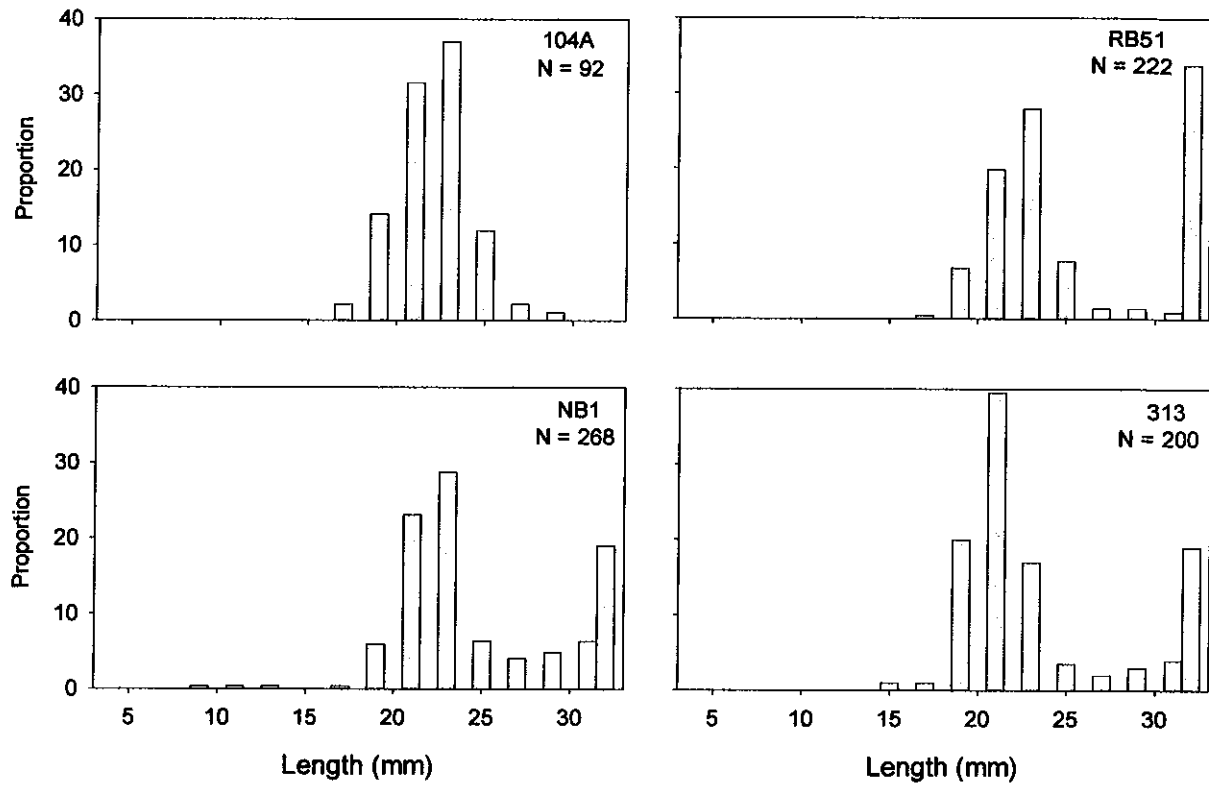 40
30
20
10
0
Proportion
104A
N = 92
RB51
N = 222
40
30
20
10
0
Proportion
NB1
N = 268
313
N = 200
5 10 15 20 25 30
5 10 15 20 25 30
Length (mm)
Length (mm)